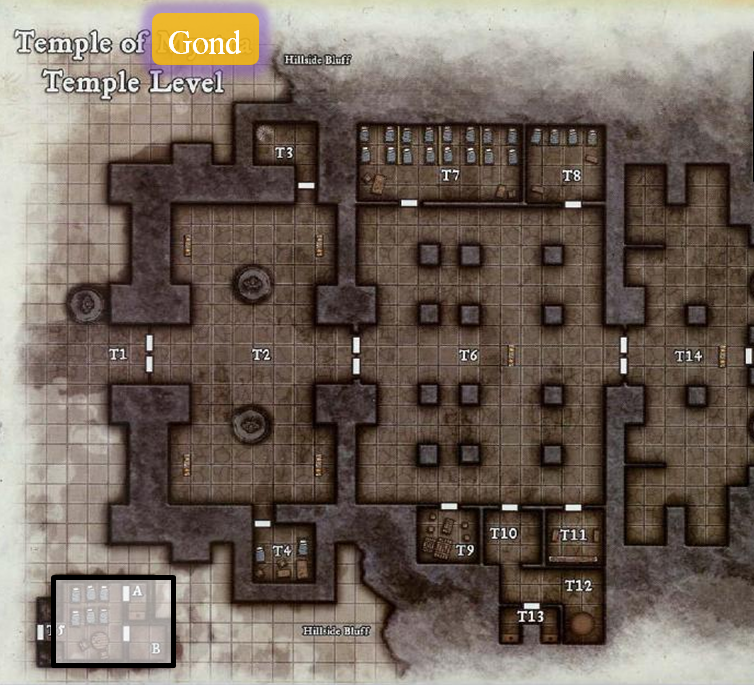 Temple of Gond
Temple Level
Hillside Bluff
T3
T7
T8
T1
T2
T6
T14
T9
T10
T11
T4
T12
A
T5
B
T13
Hillside Bluff